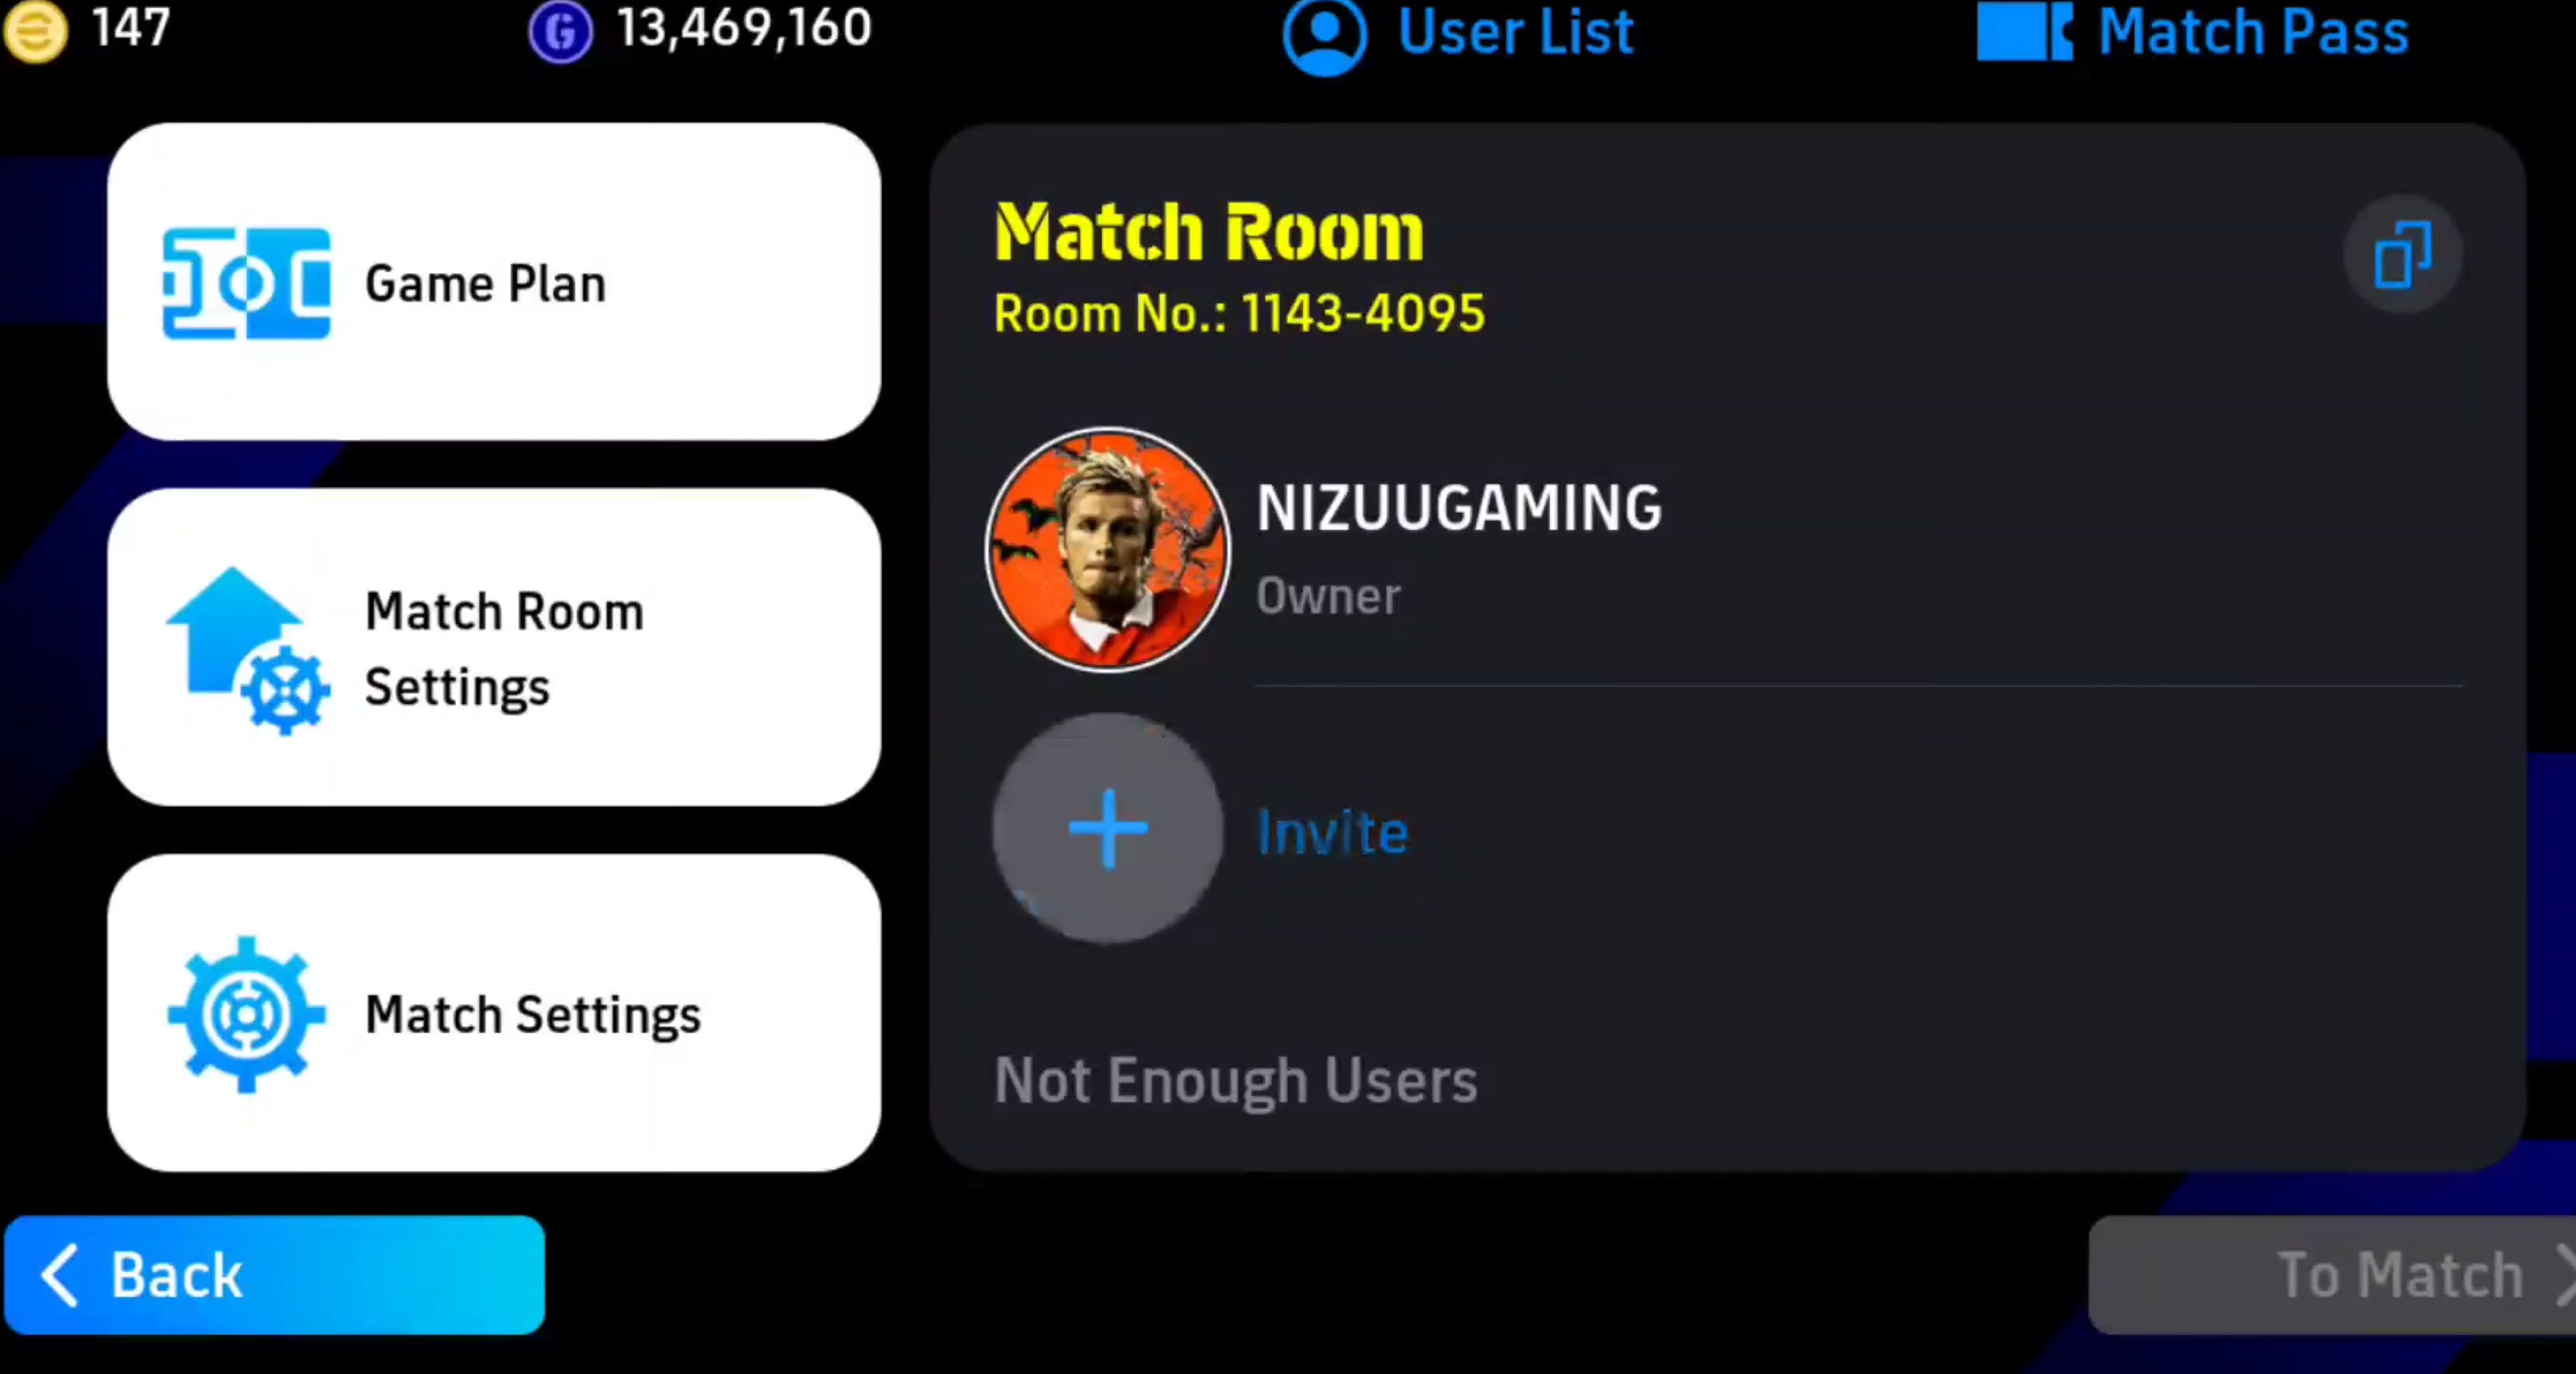 147
13,469,160
User List
Match Pass
Game Plan
Match Room
Settings
Match Settings
Match Room
Room No.: 1143-4095
NIZUUGAMING
Owner
Invite
Not Enough Users
Back
To Match